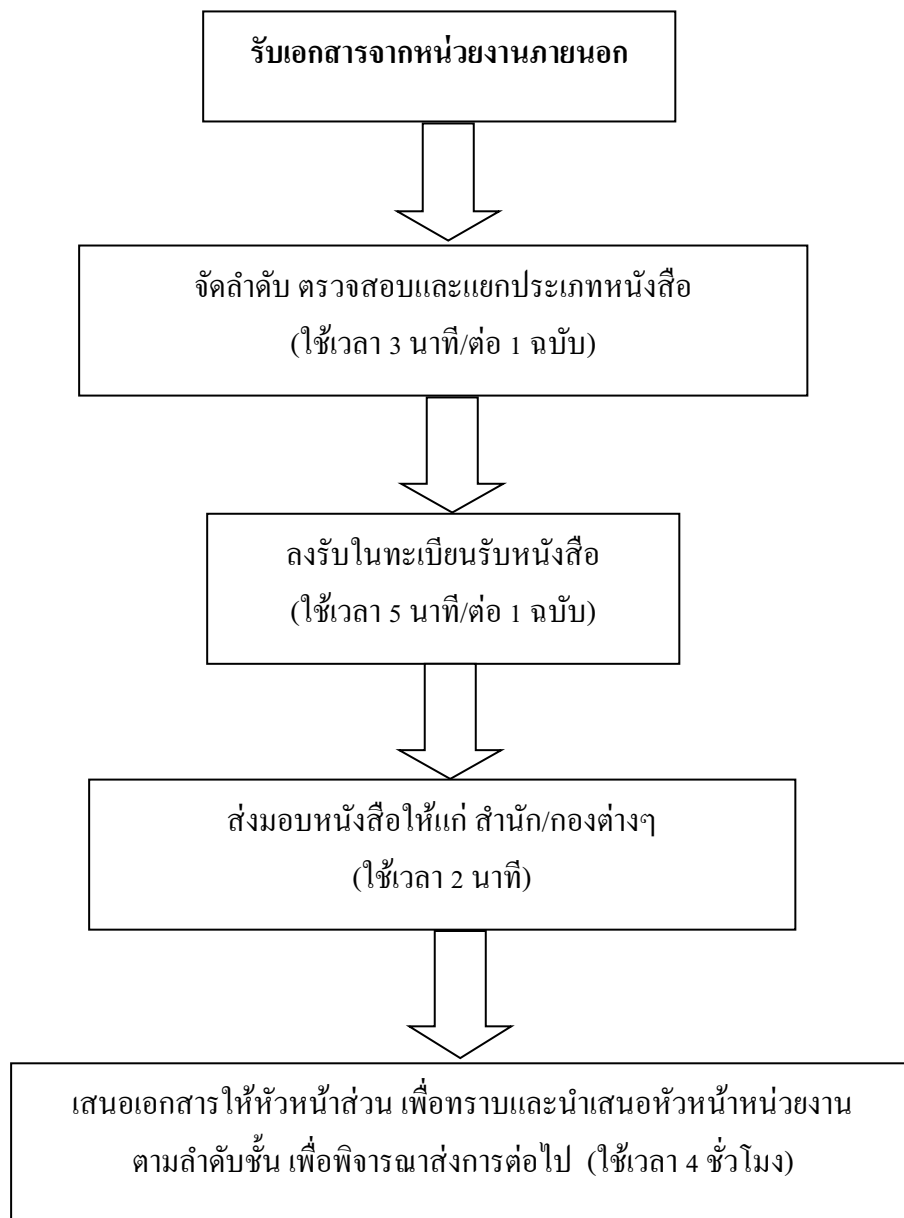 รับเอกสารจากหน่วยงานภายนอก
จัดลำดับ ตรวจสอบและแยกประเภทหนังสือ
(ใช้เวลา 3 นาที/ต่อ 1 ฉบับ)
ลงรับในทะเบียนรับหนังสือ
(ใช้เวลา 5 นาที/ต่อ 1 ฉบับ)
ส่งมอบหนังสือให้แก่ สำนัก/กองต่างๆ
(ใช้เวลา 2 นาที)
เสนอเอกสารให้หัวหน้าส่วน เพื่อทราบและนำเสนอหัวหน้าหน่วยงาน
ตามลำดับชั้น เพื่อพิจารณาส่งการต่อไป (ใช้เวลา 4 ชั่วโมง)